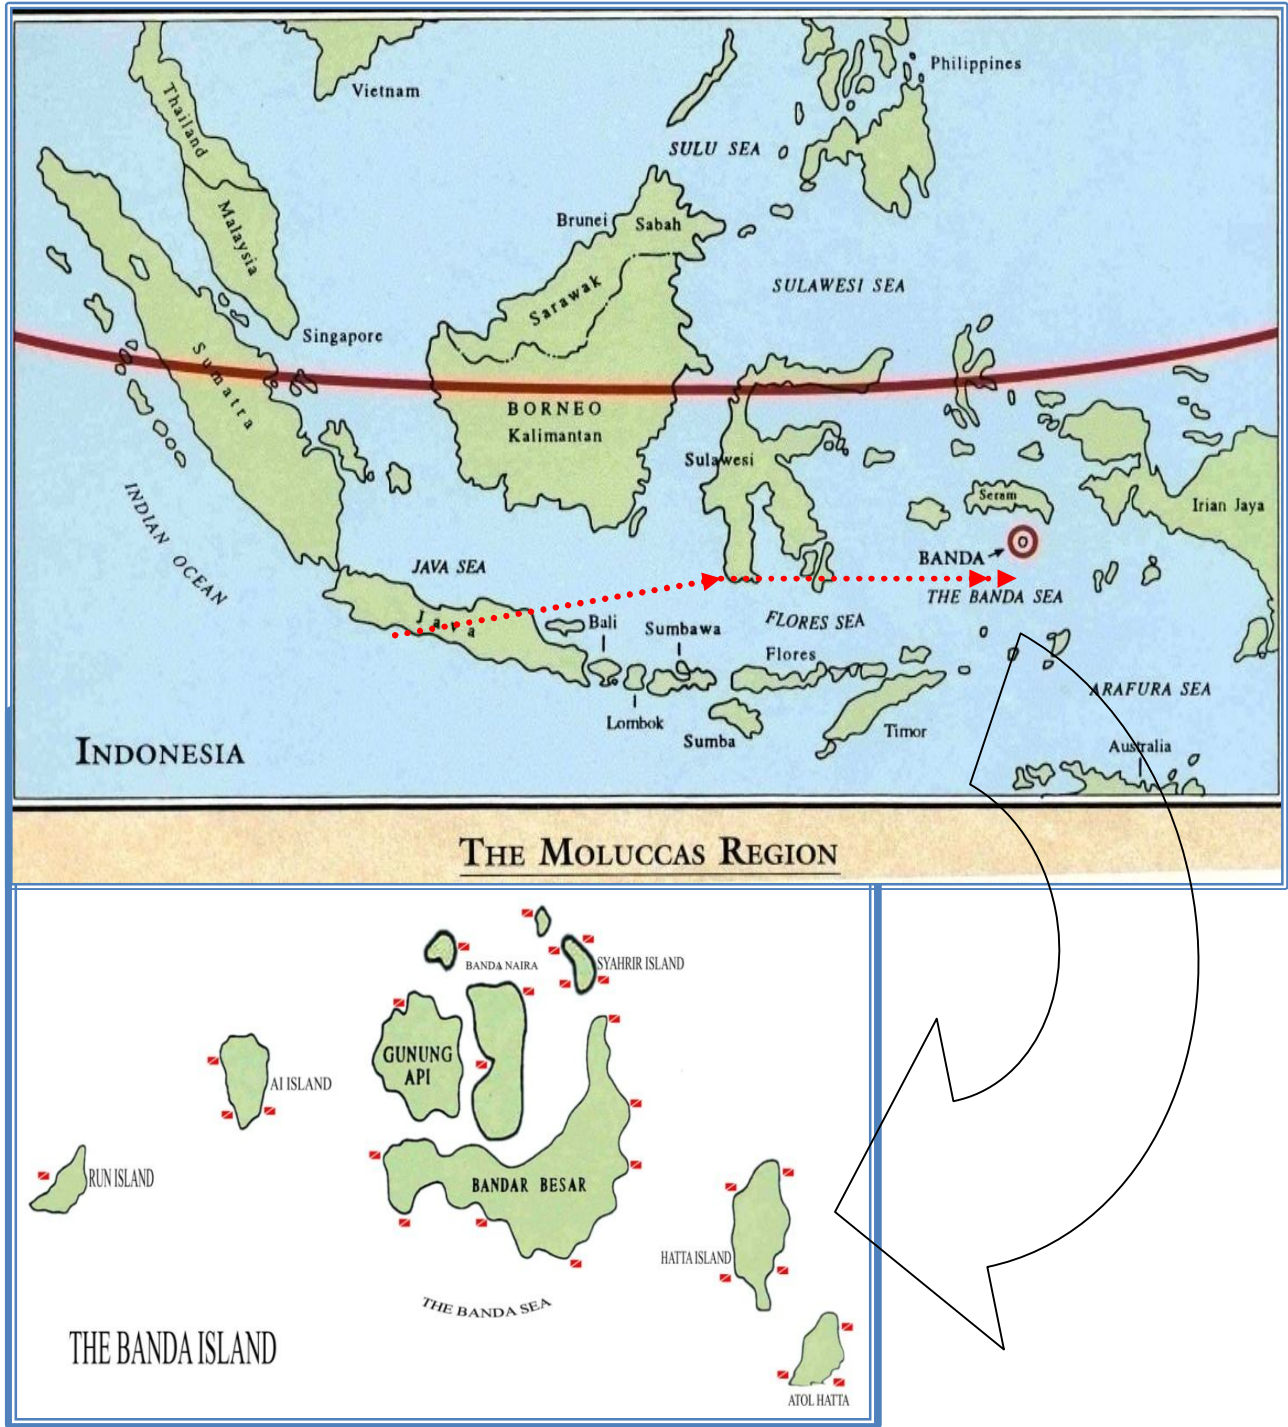 Philippines
Vietnam
Thailand
SULU SEA
Malaysia
Brunei
Sabah
SULAWESI SEA
Sarawak
Singapore
Sumatra
BORNEO
Kalimantan
Sulawesi
Seram
Irian Jaya
INDIAN OCEAN
BANDA
JAVA SEA
THE BANDA SEA
Java
Bali
Sumbawa
FLORES SEA
Flores
ARAFURA SEA
Lombok
Sumba
Timor
Australia
INDONESIA
THE MOLUCCAS REGION
BANDA NAIRA
SYAHRIR ISLAND
GUNUNG
API
AI ISLAND
RUN ISLAND
BANDAR BESAR
HATTA ISLAND
THE BANDA SEA
THE BANDA ISLAND
ATOL HATTA